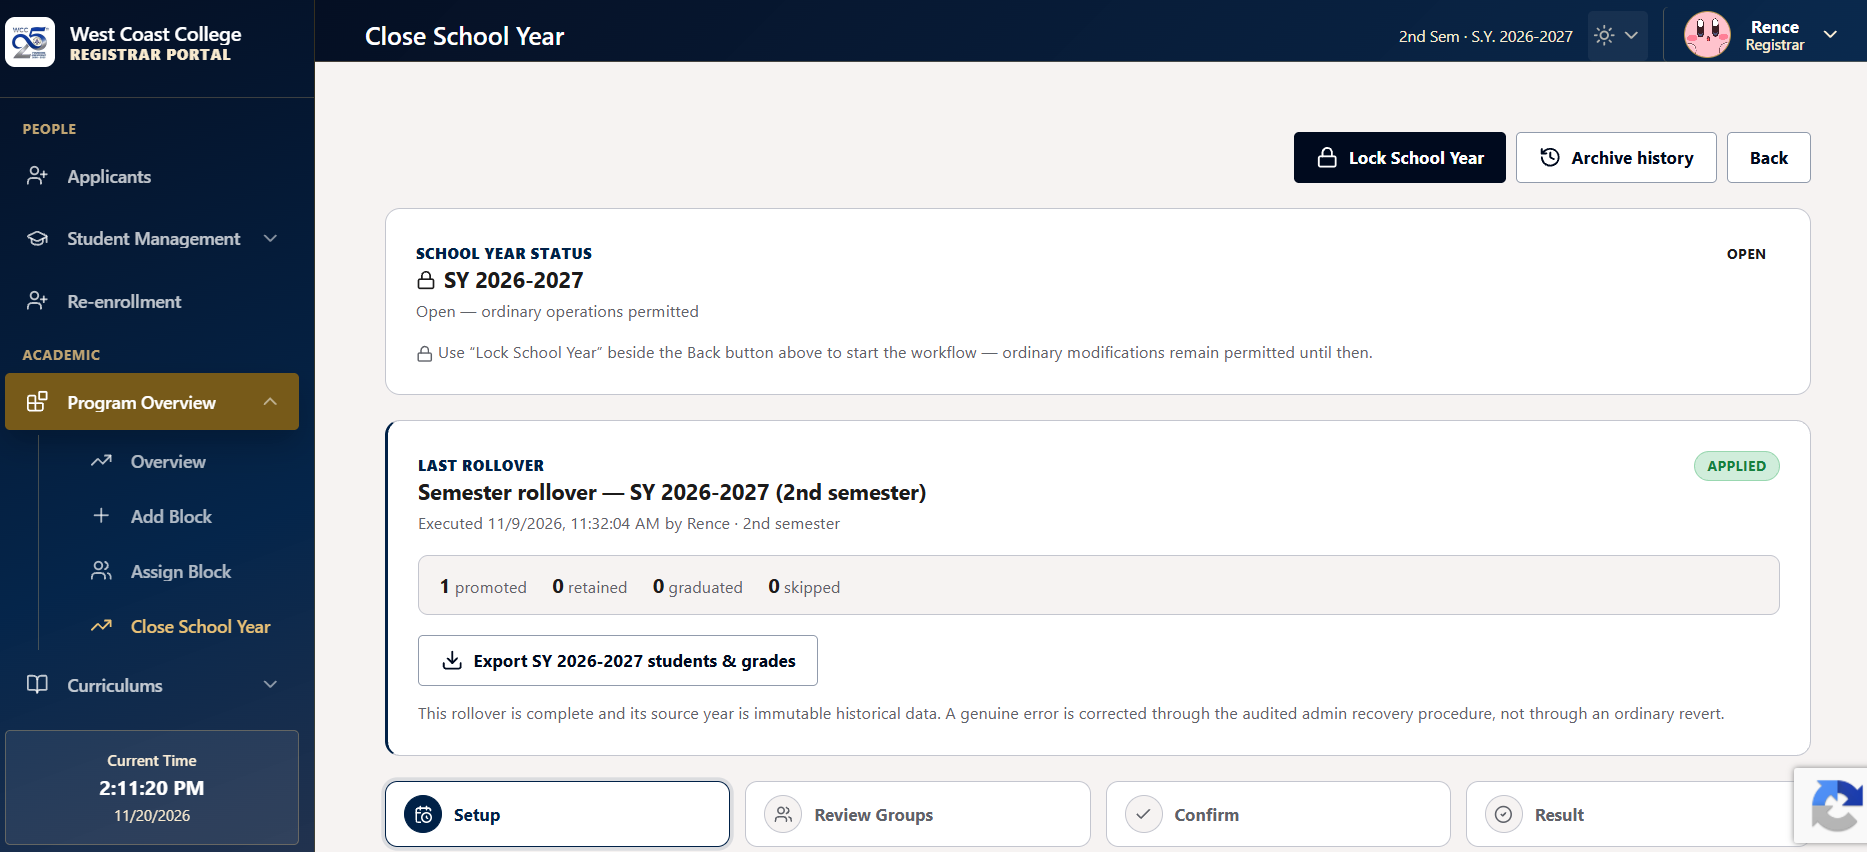 WCC
25
West Coast College
REGISTRAR PORTAL
Close School Year
2nd Sem · S.Y. 2026-2027
Rence
Registrar
PEOPLE
Applicants
Student Management
Re-enrollment
ACADEMIC
Program Overview
Overview
Add Block
Assign Block
Close School Year
Curriculums
Current Time
2:11:20 PM
11/20/2026
Lock School Year
Archive history
Back
SCHOOL YEAR STATUS
OPEN
SY 2026-2027
Open — ordinary operations permitted
Use “Lock School Year” beside the Back button above to start the workflow — ordinary modifications remain permitted until then.
LAST ROLLOVER
APPLIED
Semester rollover — SY 2026-2027 (2nd semester)
Executed 11/9/2026, 11:32:04 AM by Rence · 2nd semester
1 promoted 0 retained 0 graduated 0 skipped
Export SY 2026-2027 students & grades
This rollover is complete and its source year is immutable historical data. A genuine error is corrected through the audited admin recovery procedure, not through an ordinary revert.
Setup
Review Groups
Confirm
Result